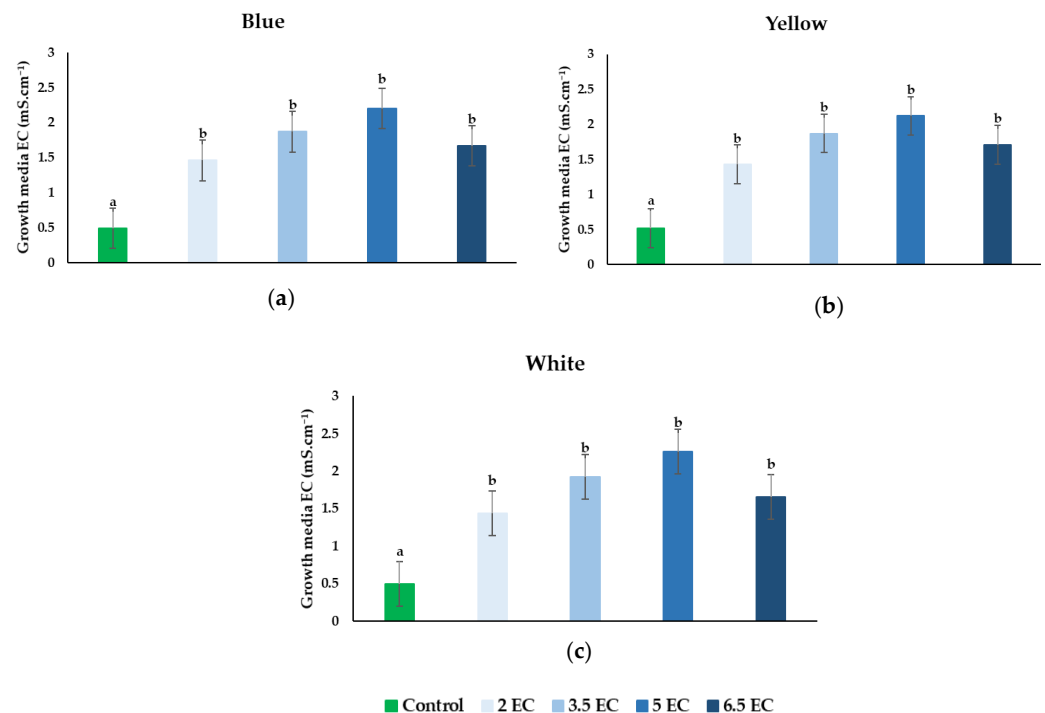 Blue
Growth media EC (mS.cm⁻¹)
3
2.5
2
1.5
1
0.5
0
a
b
b
b
b
(a)
Yellow
Growth media EC (mS.cm⁻¹)
3
2.5
2
1.5
1
0.5
0
a
b
b
b
b
(b)
White
Growth media EC (mS.cm⁻¹)
3
2.5
2
1.5
1
0.5
0
a
b
b
b
b
(c)
Control 2 EC 3.5 EC 5 EC 6.5 EC